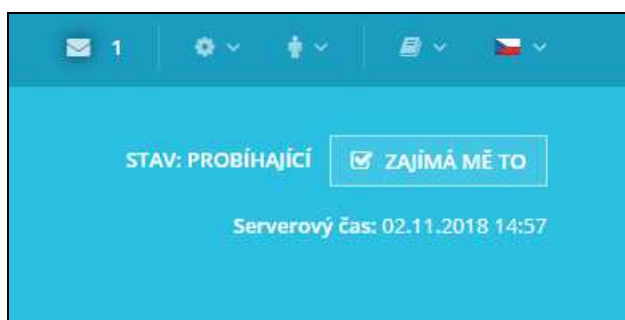 1
STAV: PROBÍHAJÍCÍ ZAJÍMÁ MĚ TO
Serverový čas: 02.11.2018 14:57